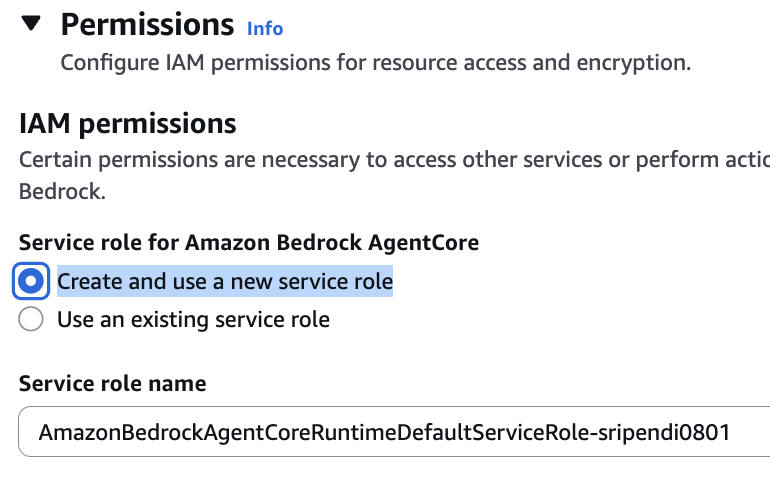 Permissions Info
Configure IAM permissions for resource access and encryption.
IAM permissions
Certain permissions are necessary to access other services or perform actio
Bedrock.
Service role for Amazon Bedrock AgentCore
Create and use a new service role
Use an existing service role
Service role name
AmazonBedrockAgentCoreRuntimeDefaultServiceRole-sripendi0801